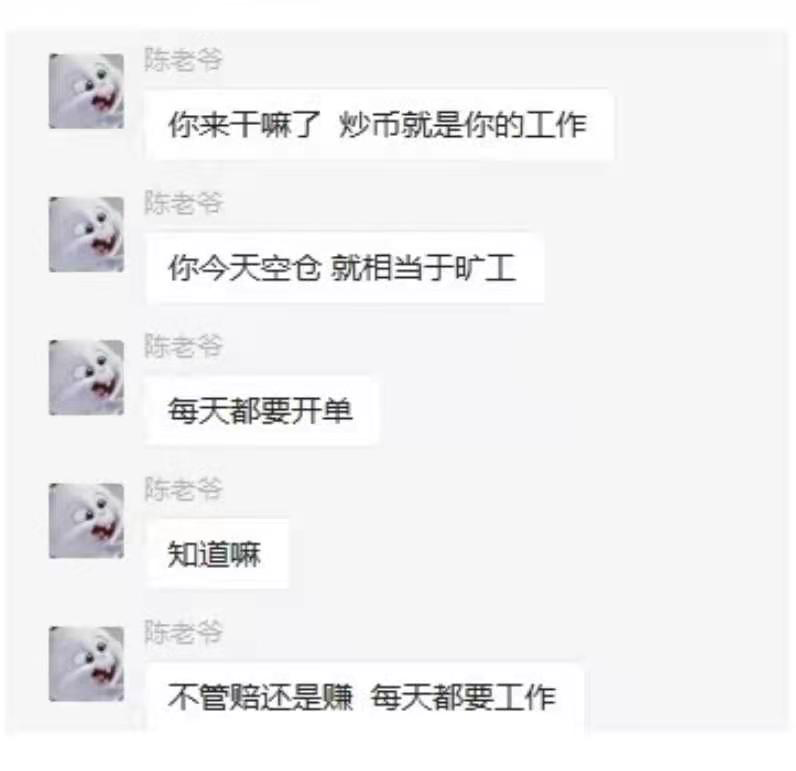 陈老爷
你来干嘛了 炒币就是你的工作
陈老爷
你今天空仓 就相当于旷工
陈老爷
每天都要开单
陈老爷
知道嘛
陈老爷
不管赔还是赚 每天都要工作